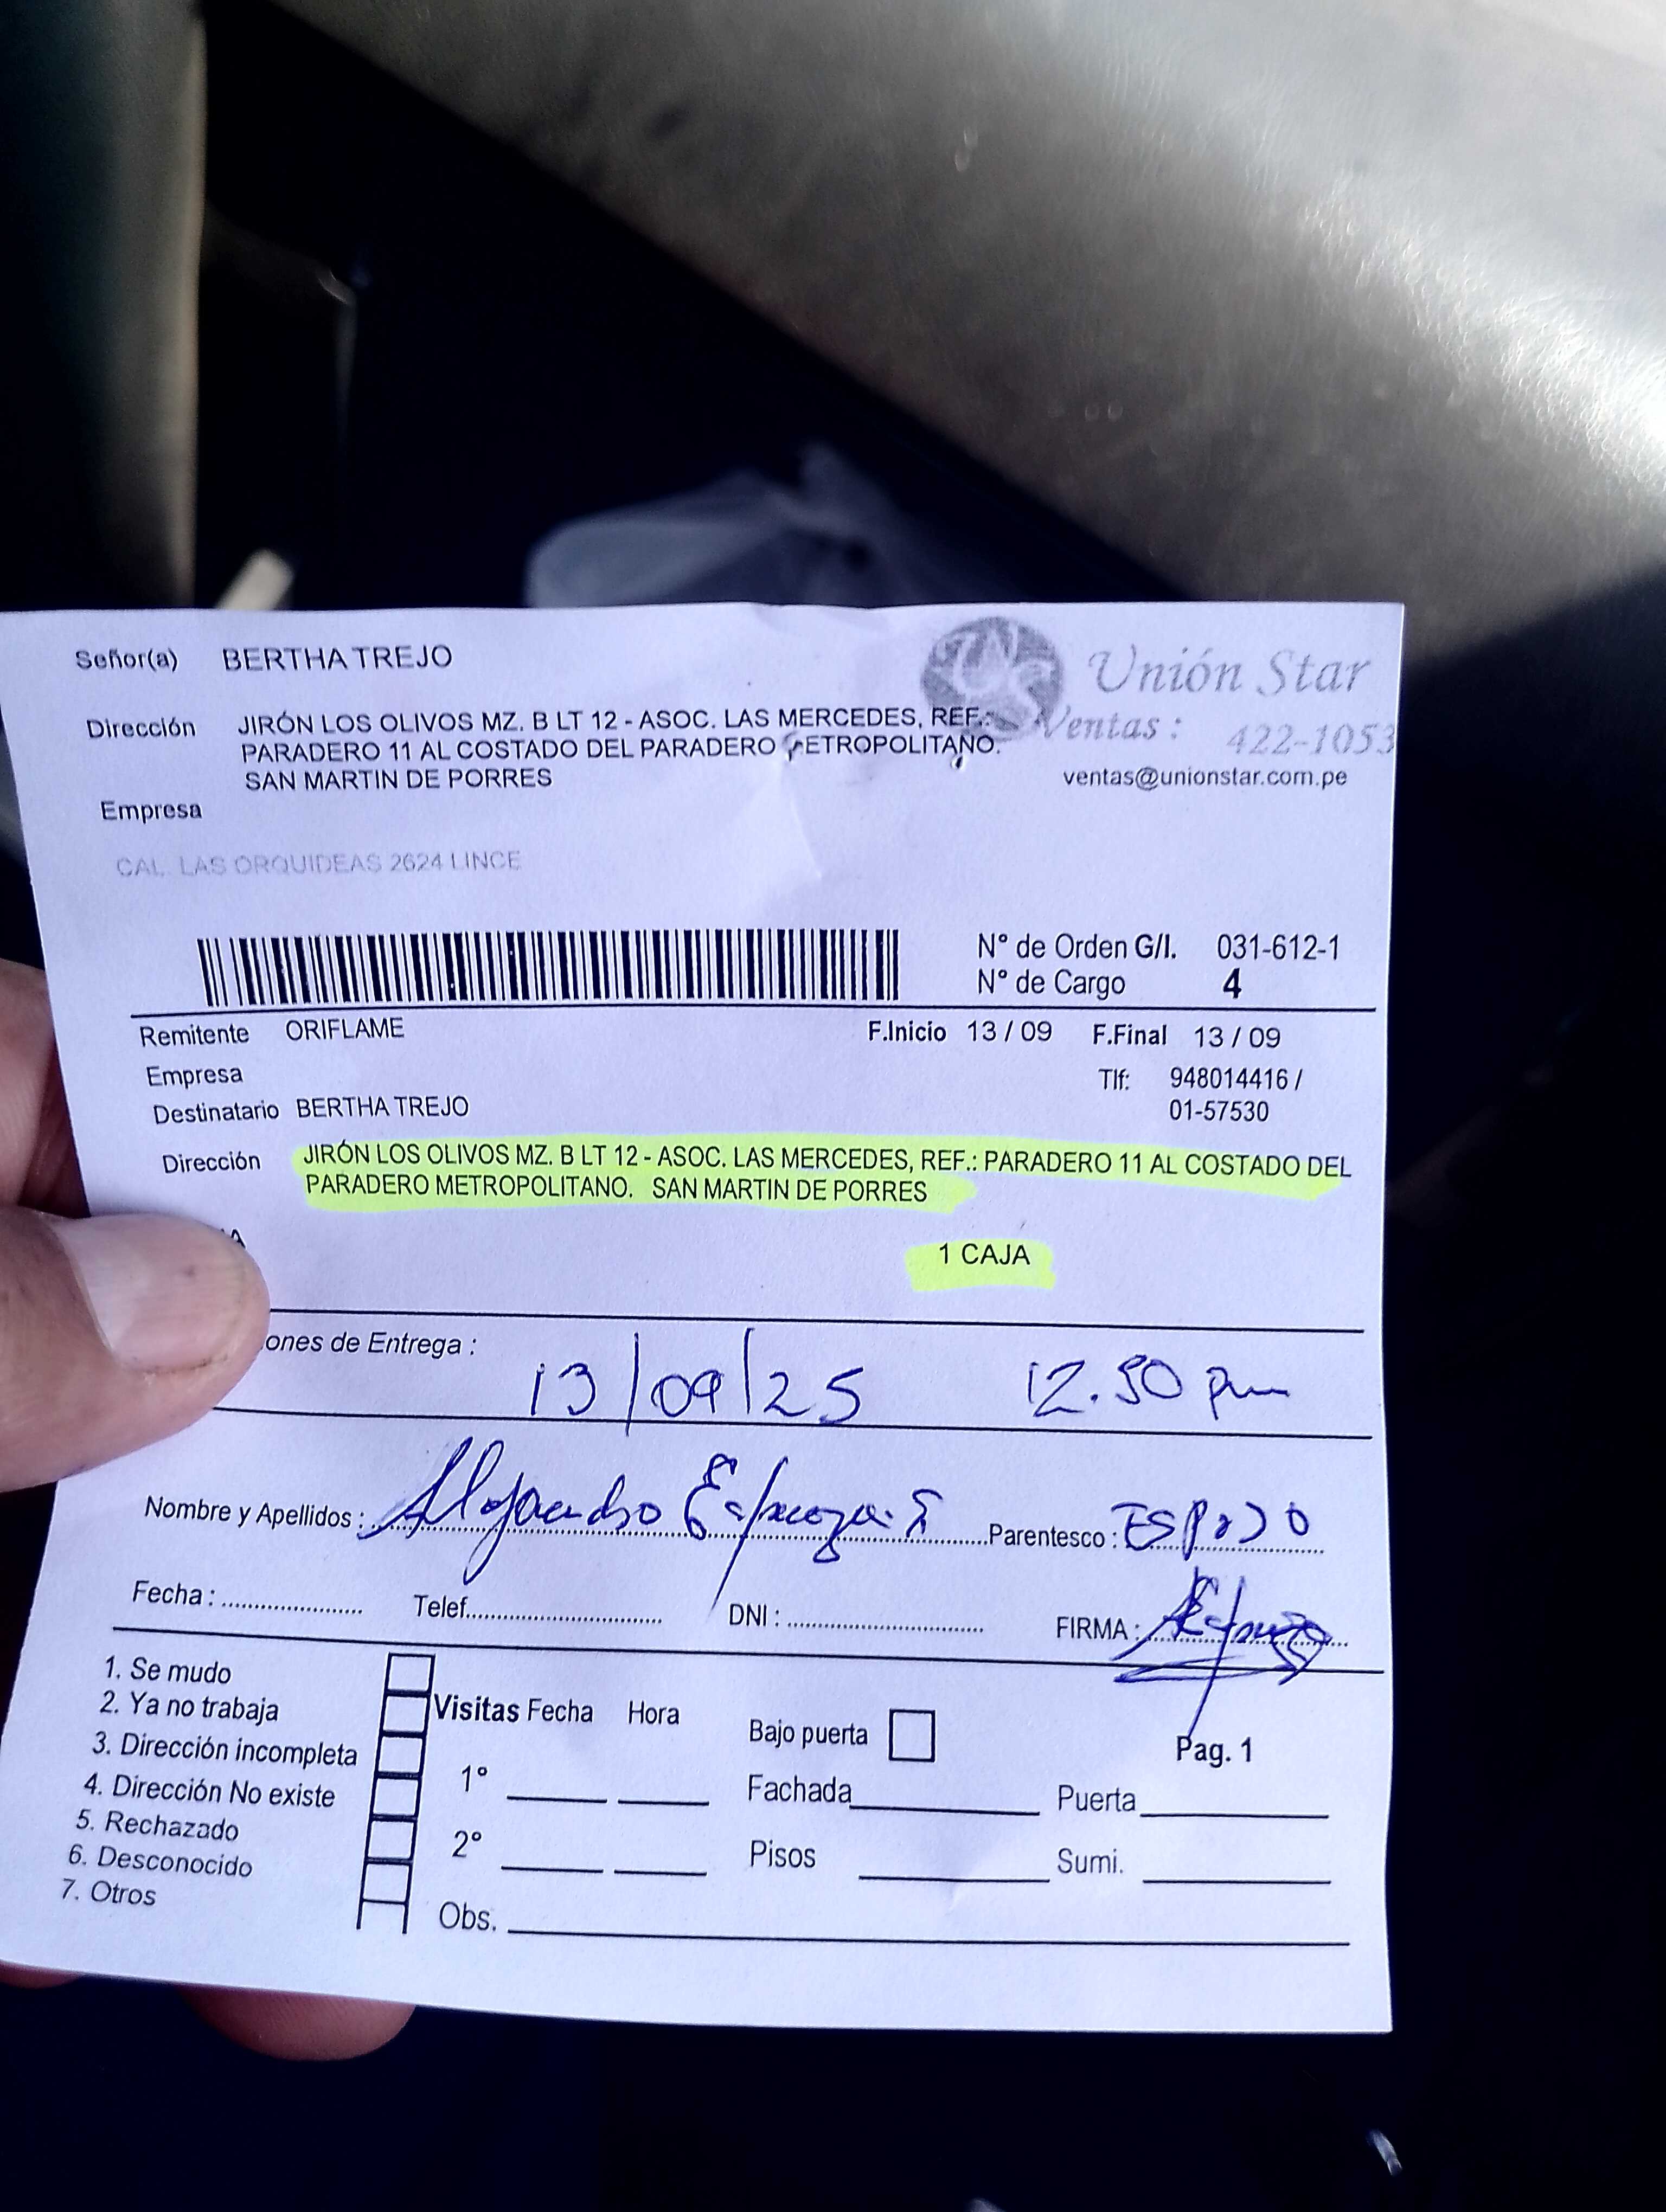 Señor(a) BERTHA TREJO
Unión Star
Dirección JIRÓN LOS OLIVOS MZ. B LT 12 - ASOC. LAS MERCEDES, REF.:
Ventas : 422-1053
PARADERO 11 AL COSTADO DEL PARADERO METROPOLITANO.
SAN MARTIN DE PORRES
ventas@unionstar.com.pe
Empresa
CAL. LAS ORQUIDEAS 2624 LINCE
N° de Orden G/I. 031-612-1
N° de Cargo 4
Remitente ORIFLAME F.Inicio 13 / 09 F.Final 13 / 09
Empresa Tlf: 948014416 /
01-57530
Destinatario BERTHA TREJO
Dirección JIRÓN LOS OLIVOS MZ. B LT 12 - ASOC. LAS MERCEDES, REF.: PARADERO 11 AL COSTADO DEL
PARADERO METROPOLITANO. SAN MARTIN DE PORRES
1 CAJA
ones de Entrega :
13/09/25 12.50 pm
Nombre y Apellidos : Alejandro Espinoza Parentesco : ESPOSO
Fecha : Telef. DNI : FIRMA :
1. Se mudo
2. Ya no trabaja
3. Dirección incompleta
4. Dirección No existe
5. Rechazado
6. Desconocido
7. Otros
Visitas Fecha Hora
1°
2°
Obs.
Bajo puerta
Fachada Puerta
Pisos Sumi.
Pag. 1